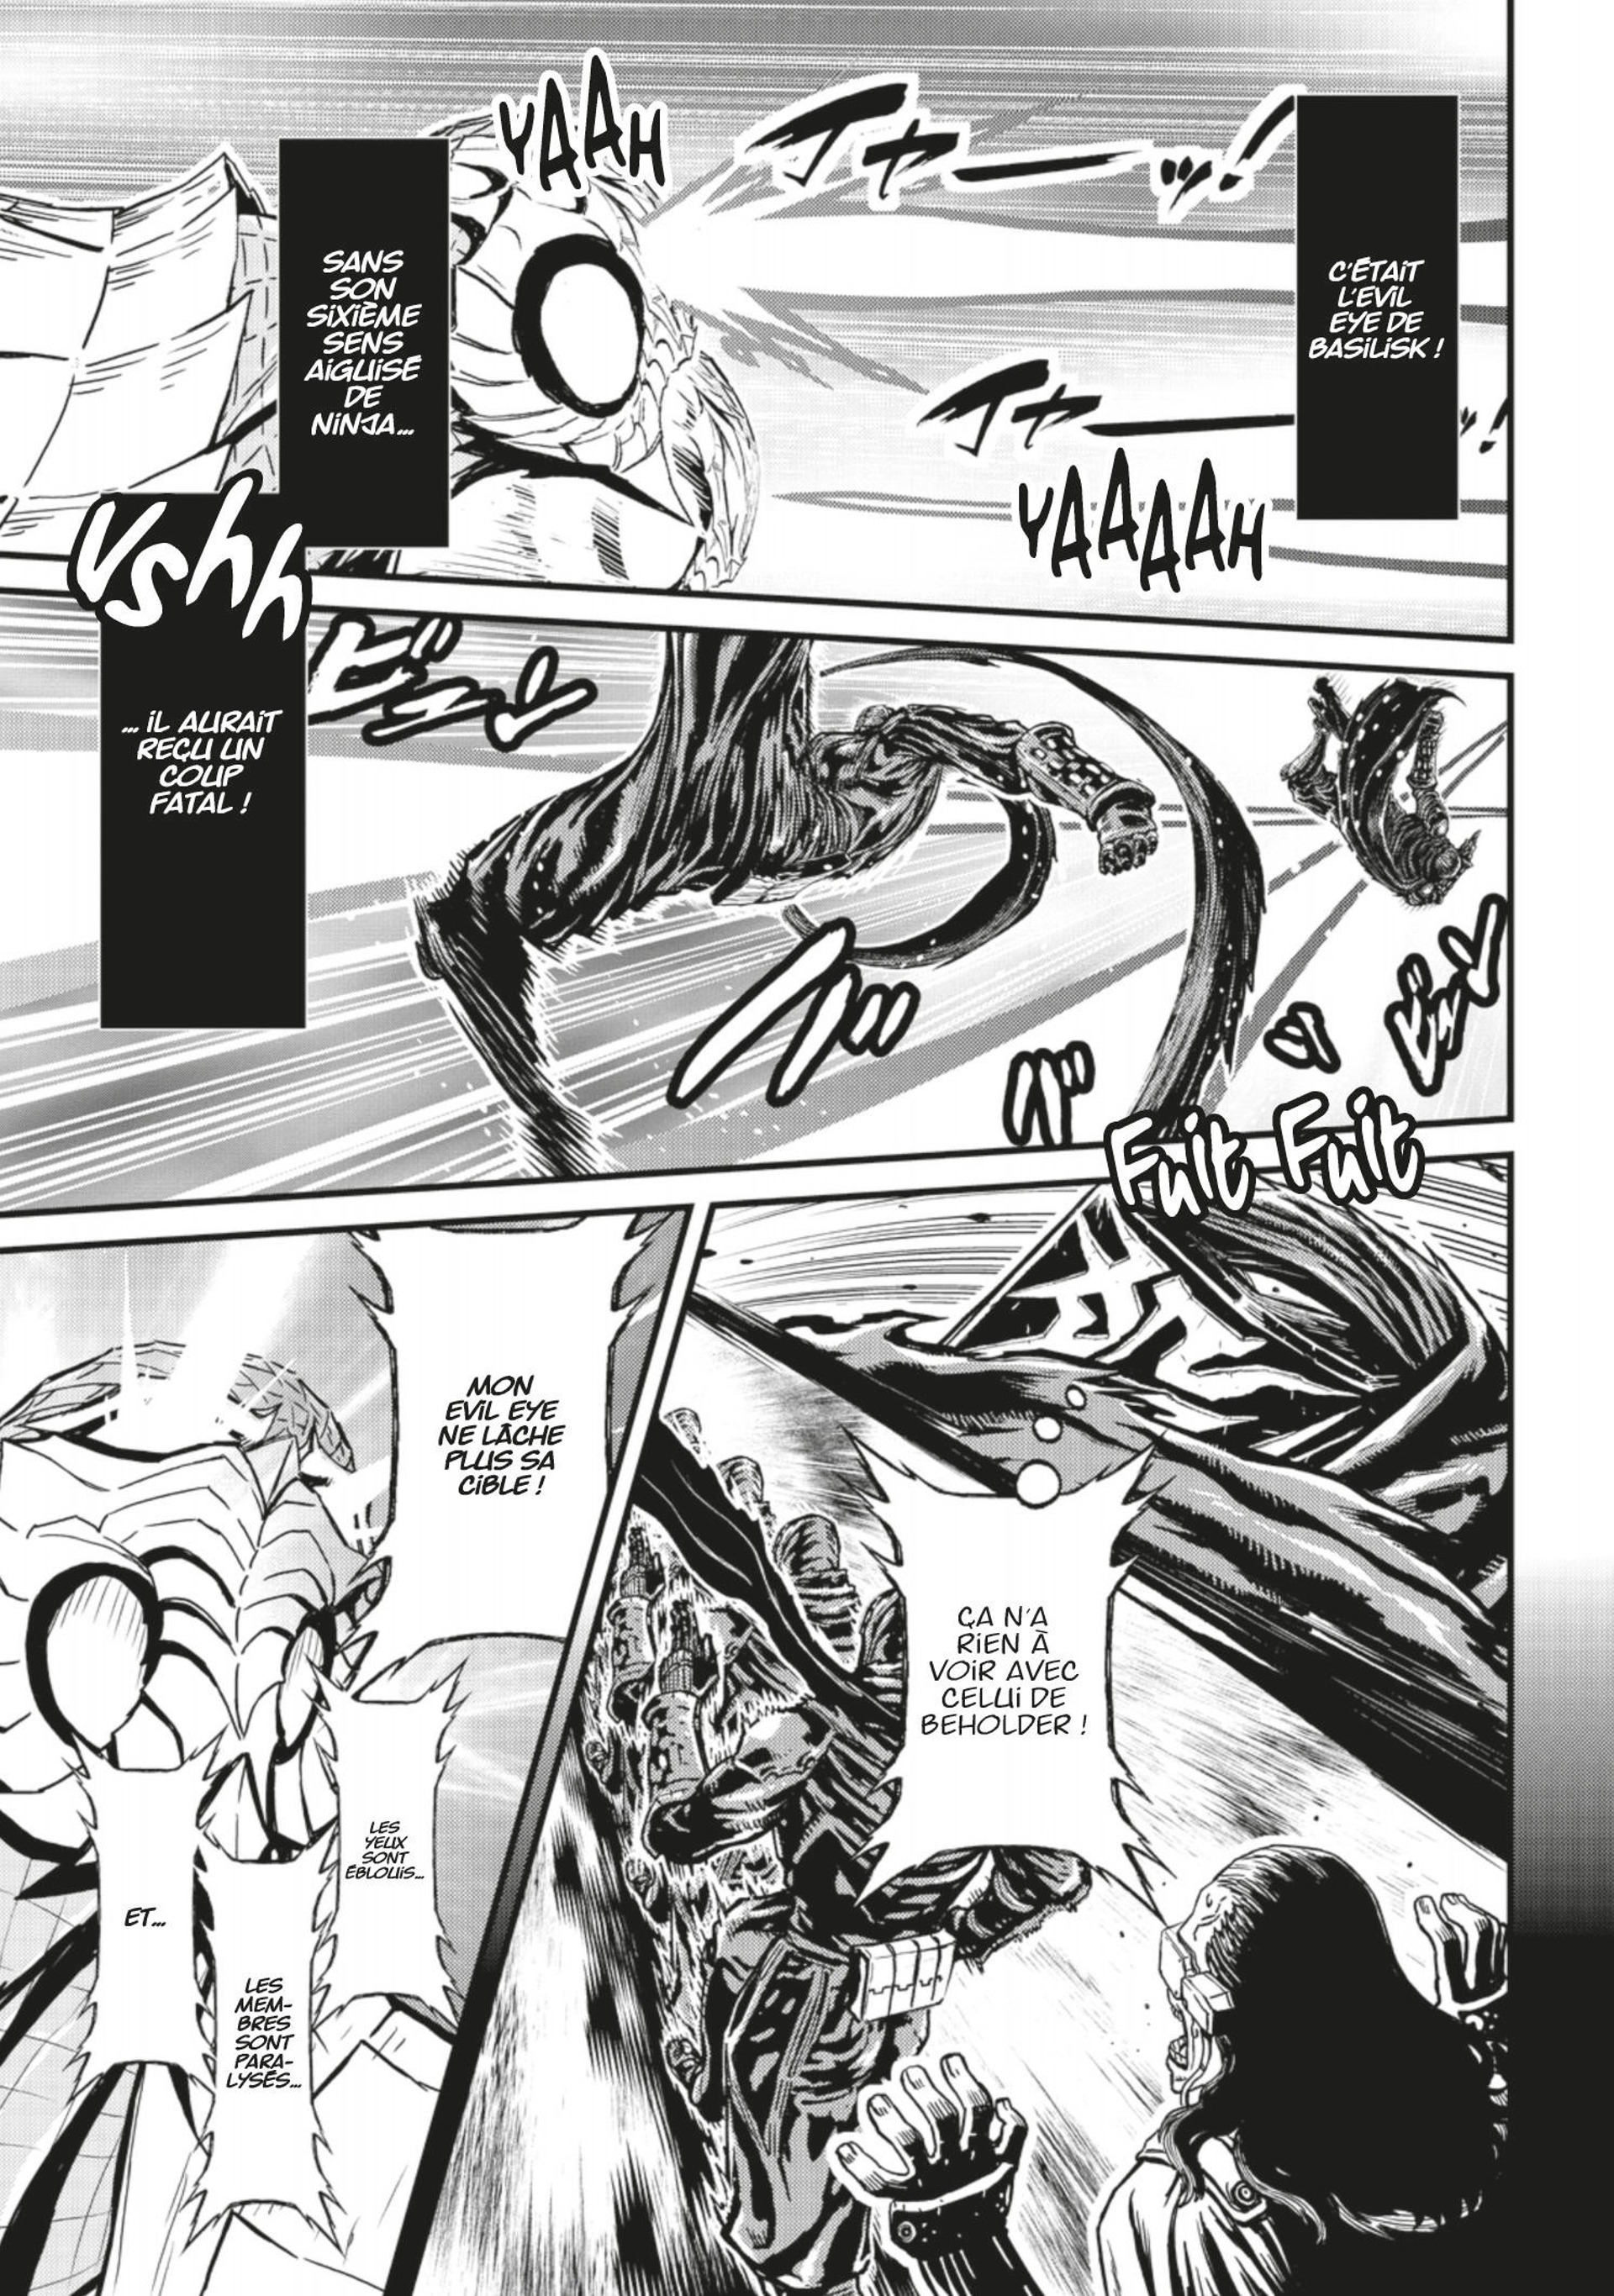 C'ÉTAIT
L'EVIL
EYE DE
BASILISK !
イヤーッ!
YAAH
イヤーッ!
YAAAAH
SANS
SON
SIXIÈME
SENS
AIGUISÉ
DE
NINJA...
Vshh
... IL AURAIT
REÇU UN
COUP
FATAL !
Fuit Fuit
ÇA N'A
RIEN À
VOIR AVEC
CELUI DE
BEHOLDER !
MON
EVIL EYE
NE LÂCHE
PLUS SA
CIBLE !
LES
YEUX
SONT
ÉBLOUIS...
LES
MEM-
BRES
SONT
PARA-
LYSÉS...
ET...